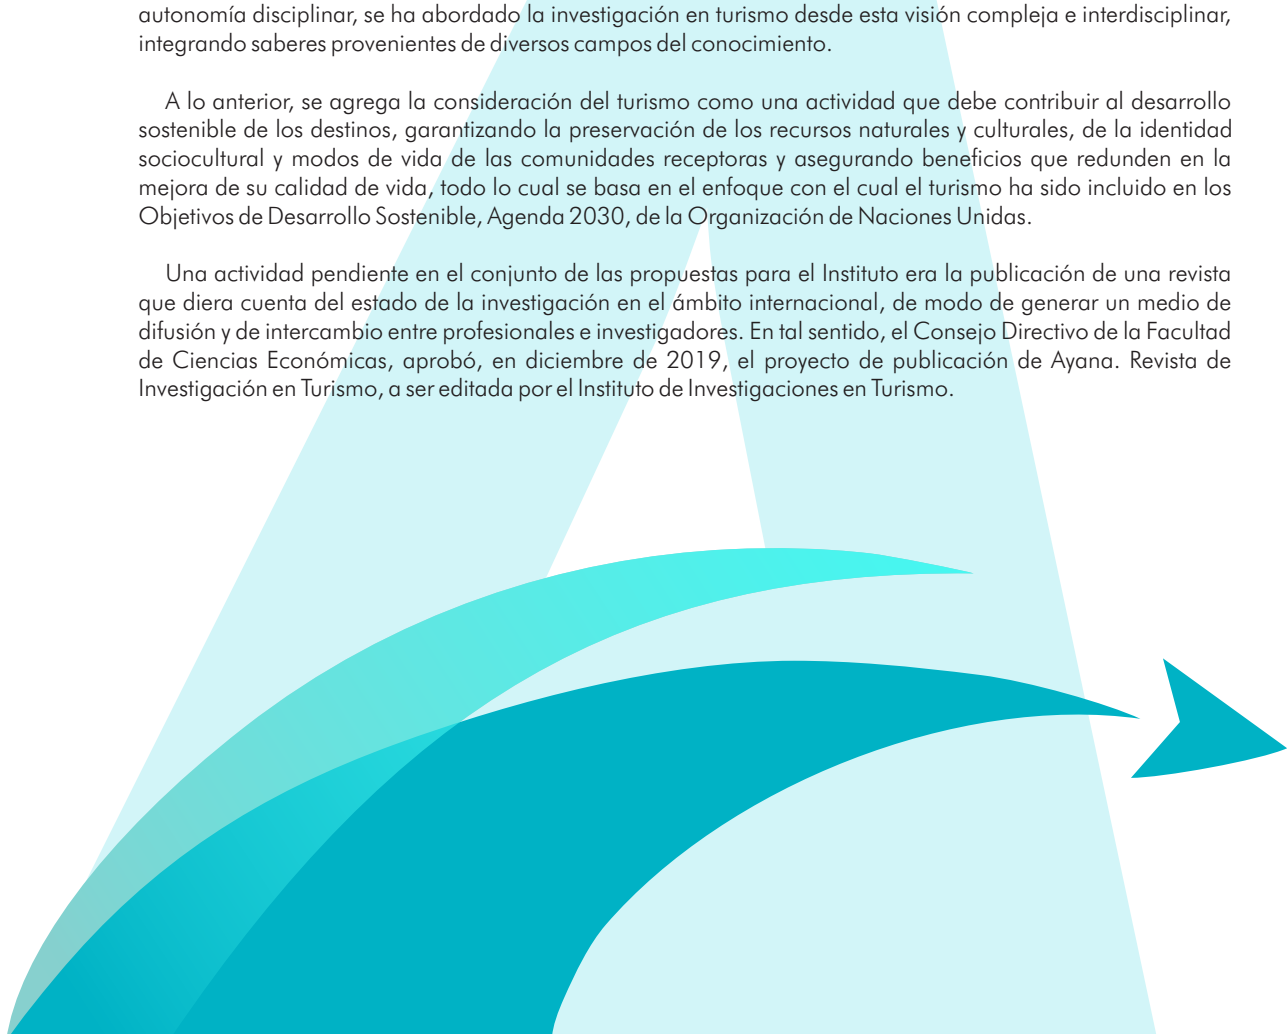 autonomía disciplinar, se ha abordado la investigación en turismo desde esta visión compleja e interdisciplinar,
integrando saberes provenientes de diversos campos del conocimiento.
A lo anterior, se agrega la consideración del turismo como una actividad que debe contribuir al desarrollo
sostenible de los destinos, garantizando la preservación de los recursos naturales y culturales, de la identidad
sociocultural y modos de vida de las comunidades receptoras y asegurando beneficios que redunden en la
mejora de su calidad de vida, todo lo cual se basa en el enfoque con el cual el turismo ha sido incluido en los
Objetivos de Desarrollo Sostenible, Agenda 2030, de la Organización de Naciones Unidas.
Una actividad pendiente en el conjunto de las propuestas para el Instituto era la publicación de una revista
que diera cuenta del estado de la investigación en el ámbito internacional, de modo de generar un medio de
difusión y de intercambio entre profesionales e investigadores. En tal sentido, el Consejo Directivo de la Facultad
de Ciencias Económicas, aprobó, en diciembre de 2019, el proyecto de publicación de Ayana. Revista de
Investigación en Turismo, a ser editada por el Instituto de Investigaciones en Turismo.